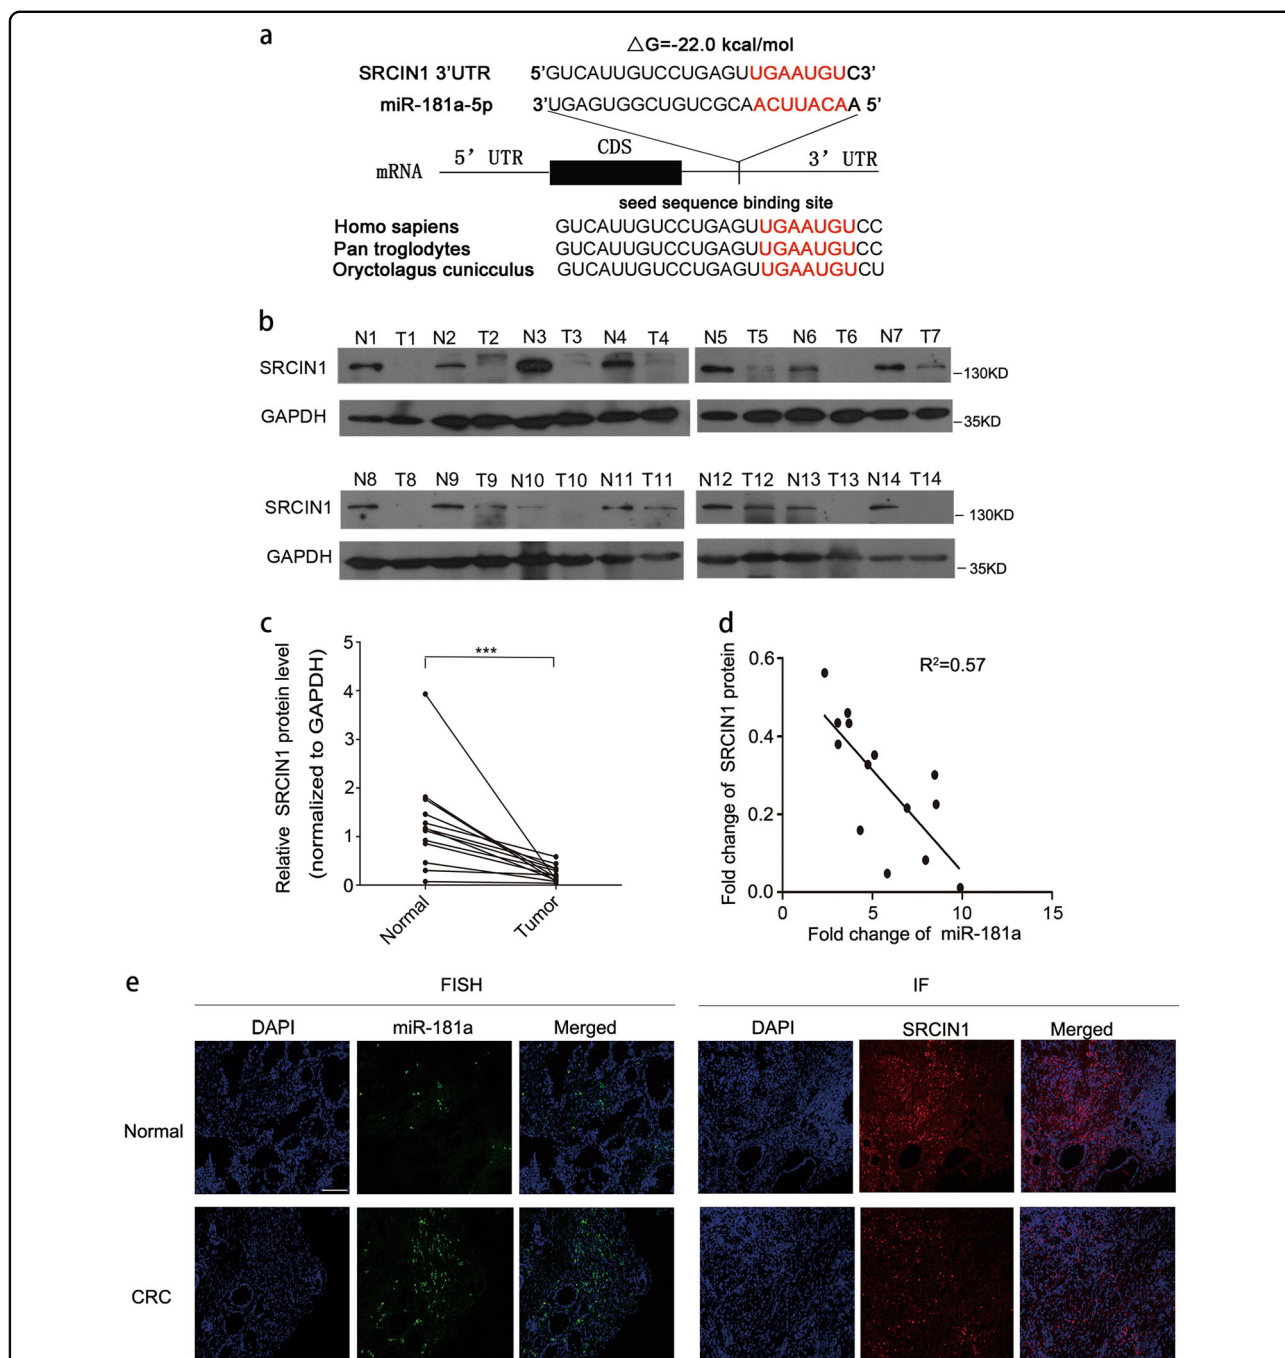 a
△G=-22.0 kcal/mol
SRCIN1 3'UTR 5'GUCAUUGUCCUGAGUUGAAUGUC3'
miR-181a-5p 3'UGAGUGGCUGUCGCAACUUACAA 5'
mRNA 5' UTR CDS 3' UTR
seed sequence binding site
Homo sapiens GUCAUUGUCCUGAGUUGAAUGUCC
Pan troglodytes GUCAUUGUCCUGAGUUGAAUGUCC
Oryctolagus cunicculus GUCAUUGUCCUGAGUUGAAUGUCU
b
N1 T1 N2 T2 N3 T3 N4 T4 N5 T5 N6 T6 N7 T7
SRCIN1 –130KD
GAPDH –35KD
N8 T8 N9 T9 N10 T10 N11 T11 N12 T12 N13 T13 N14 T14
SRCIN1 – 130KD
GAPDH – 35KD
c
Relative SRCIN1 protein level
(normalized to GAPDH)
5
4
3
2
1
0
***
Normal
Tumor
d
Fold change of SRCIN1 protein
0.6
0.4
0.2
0.0
R²=0.57
0 5 10 15
Fold change of miR-181a
e
FISH IF
DAPI miR-181a Merged DAPI SRCIN1 Merged
Normal
CRC